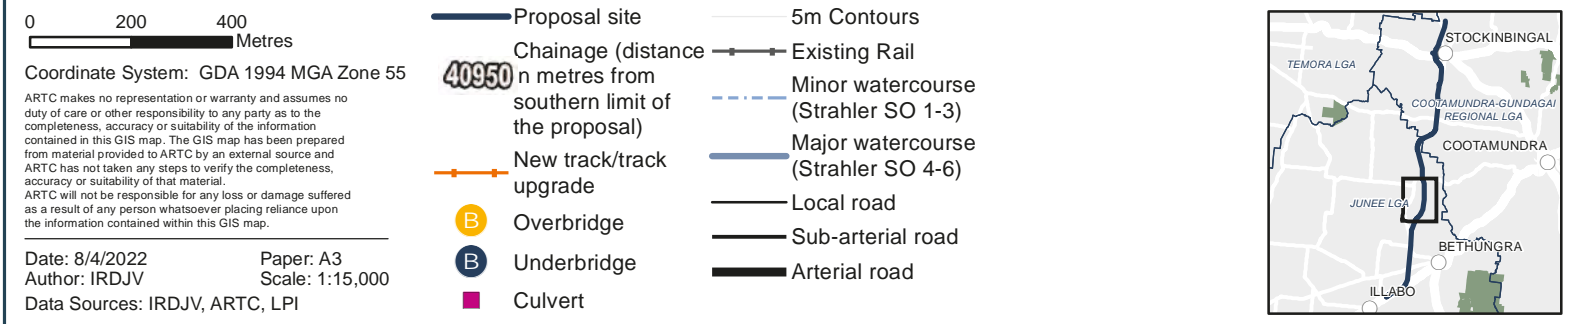 0 200 400
Metres
Coordinate System: GDA 1994 MGA Zone 55
ARTC makes no representation or warranty and assumes no
duty of care or other responsibility to any party as to the
completeness, accuracy or suitability of the information
contained in this GIS map. The GIS map has been prepared
from material provided to ARTC by an external source and
ARTC has not taken any steps to verify the completeness,
accuracy or suitability of that material.
ARTC will not be responsible for any loss or damage suffered
as a result of any person whatsoever placing reliance upon
the information contained within this GIS map.
Date: 8/4/2022 Paper: A3
Author: IRDJV Scale: 1:15,000
Data Sources: IRDJV, ARTC, LPI
Proposal site
40950
Chainage (distance
n metres from
southern limit of
the proposal)
New track/track
upgrade
B Overbridge
B Underbridge
Culvert
5m Contours
Existing Rail
Minor watercourse
(Strahler SO 1-3)
Major watercourse
(Strahler SO 4-6)
Local road
Sub-arterial road
Arterial road
STOCKINBINGAL
TEMORA LGA
COOTAMUNDRA-GUNDAGAI
REGIONAL LGA
COOTAMUNDRA
JUNEE LGA
BETHUNGRA
ILLABO